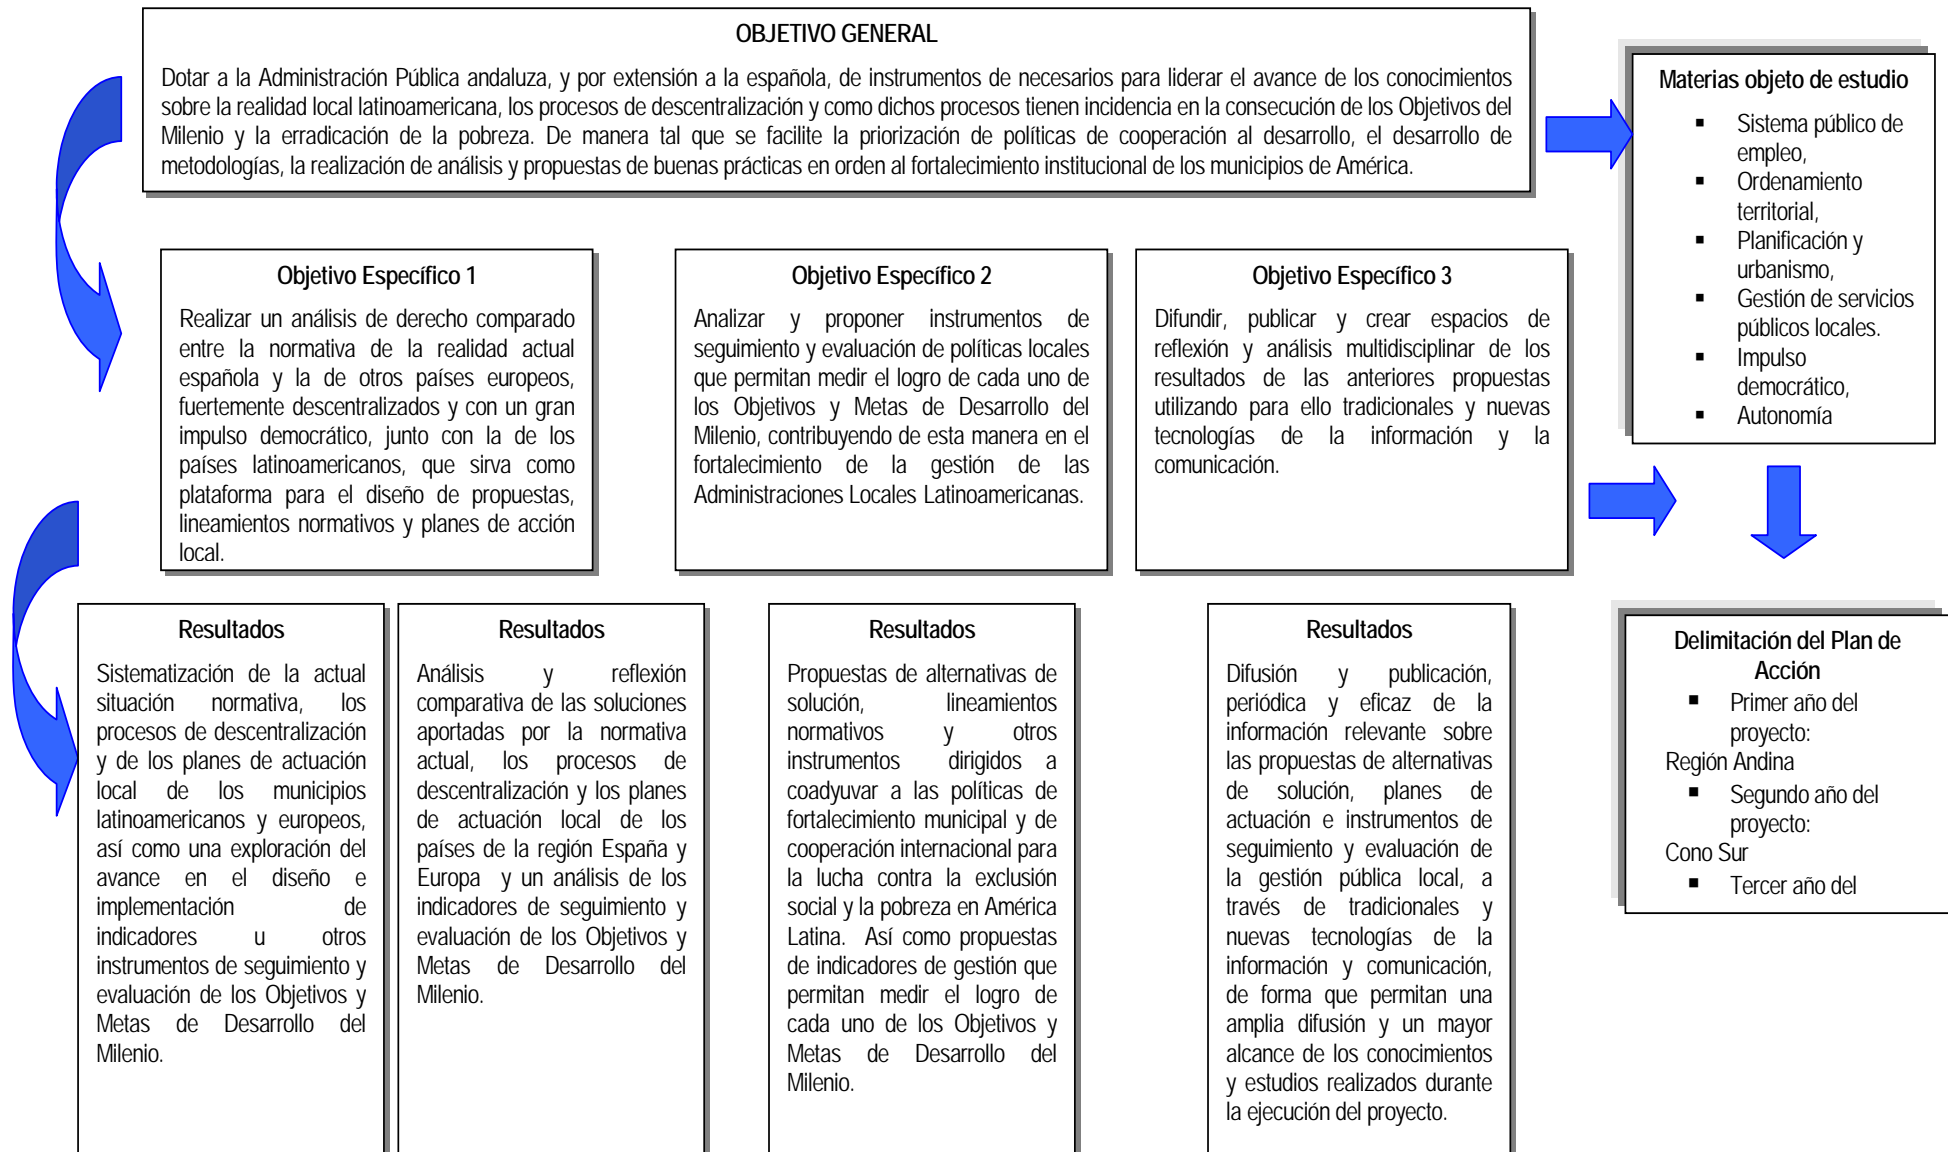 OBJETIVO GENERAL
Dotar a la Administración Pública andaluza, y por extensión a la española, de instrumentos de necesarios para liderar el avance de los conocimientos
sobre la realidad local latinoamericana, los procesos de descentralización y como dichos procesos tienen incidencia en la consecución de los Objetivos del
Milenio y la erradicación de la pobreza. De manera tal que se facilite la priorización de políticas de cooperación al desarrollo, el desarrollo de
metodologías, la realización de análisis y propuestas de buenas prácticas en orden al fortalecimiento institucional de los municipios de América.
Materias objeto de estudio
▪ Sistema público de
empleo,
▪ Ordenamiento
territorial,
▪ Planificación y
urbanismo,
▪ Gestión de servicios
públicos locales.
▪ Impulso
democrático,
▪ Autonomía
Objetivo Específico 1
Realizar un análisis de derecho comparado
entre la normativa de la realidad actual
española y la de otros países europeos,
fuertemente descentralizados y con un gran
impulso democrático, junto con la de los
países latinoamericanos, que sirva como
plataforma para el diseño de propuestas,
lineamientos normativos y planes de acción
local.
Objetivo Específico 2
Analizar y proponer instrumentos de
seguimiento y evaluación de políticas locales
que permitan medir el logro de cada uno de
los Objetivos y Metas de Desarrollo del
Milenio, contribuyendo de esta manera en el
fortalecimiento de la gestión de las
Administraciones Locales Latinoamericanas.
Objetivo Específico 3
Difundir, publicar y crear espacios de
reflexión y análisis multidisciplinar de los
resultados de las anteriores propuestas
utilizando para ello tradicionales y nuevas
tecnologías de la información y la
comunicación.
Resultados
Sistematización de la actual
situación normativa, los
procesos de descentralización
y de los planes de actuación
local de los municipios
latinoamericanos y europeos,
así como una exploración del
avance en el diseño e
implementación de
indicadores u otros
instrumentos de seguimiento y
evaluación de los Objetivos y
Metas de Desarrollo del
Milenio.
Resultados
Análisis y reflexión
comparativa de las soluciones
aportadas por la normativa
actual, los procesos de
descentralización y los planes
de actuación local de los
países de la región España y
Europa y un análisis de los
indicadores de seguimiento y
evaluación de los Objetivos y
Metas de Desarrollo del
Milenio.
Resultados
Propuestas de alternativas de
solución, lineamientos
normativos y otros
instrumentos dirigidos a
coadyuvar a las políticas de
fortalecimiento municipal y de
cooperación internacional para
la lucha contra la exclusión
social y la pobreza en América
Latina. Así como propuestas
de indicadores de gestión que
permitan medir el logro de
cada uno de los Objetivos y
Metas de Desarrollo del
Milenio.
Resultados
Difusión y publicación,
periódica y eficaz de la
información relevante sobre
las propuestas de alternativas
de solución, planes de
actuación e instrumentos de
seguimiento y evaluación de
la gestión pública local, a
través de tradicionales y
nuevas tecnologías de la
información y comunicación,
de forma que permitan una
amplia difusión y un mayor
alcance de los conocimientos
y estudios realizados durante
la ejecución del proyecto.
Delimitación del Plan de
Acción
▪ Primer año del
proyecto:
Región Andina
▪ Segundo año del
proyecto:
Cono Sur
▪ Tercer año del